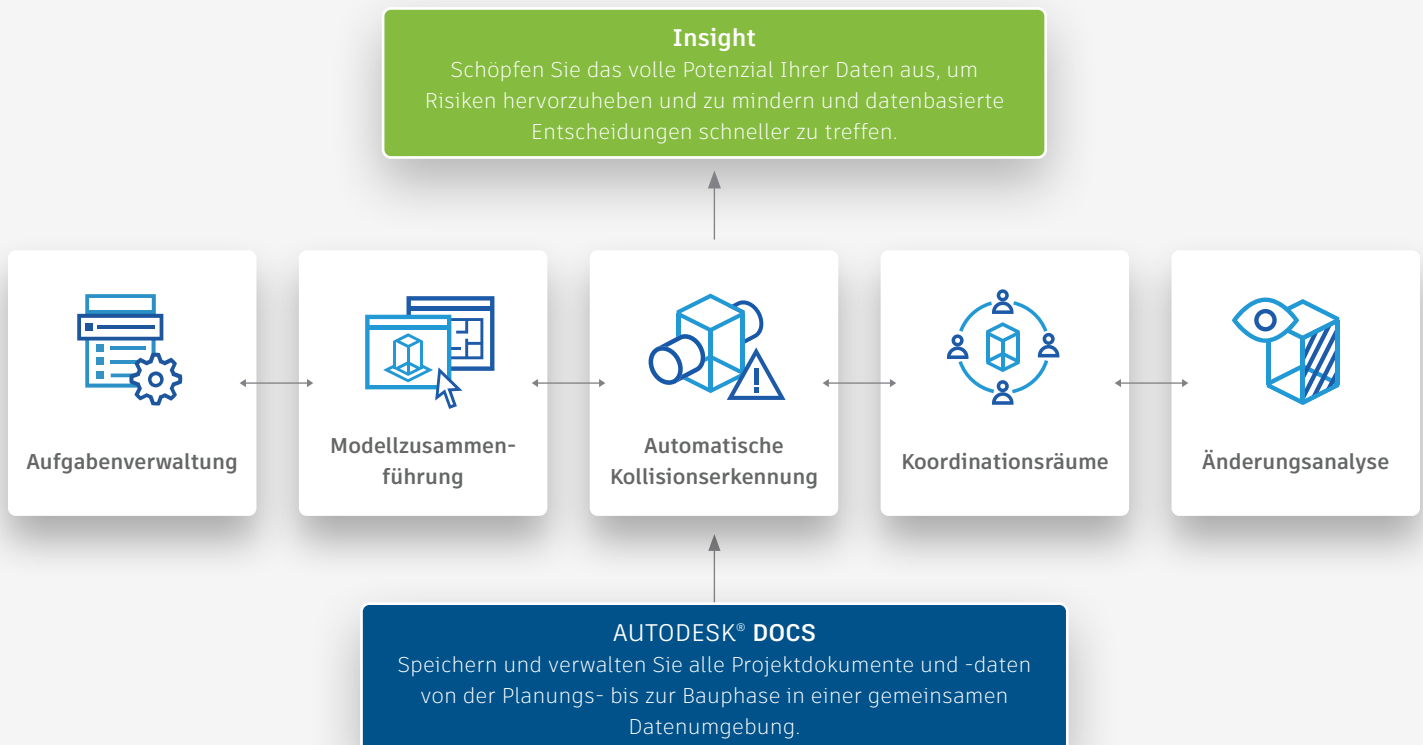 Insight
Schöpfen Sie das volle Potenzial Ihrer Daten aus, um
Risiken hervorzuheben und zu mindern und datenbasierte
Entscheidungen schneller zu treffen.
Aufgabenverwaltung
Modellzusammen-
führung
Automatische
Kollisionserkennung
Koordinationsräume
Änderungsanalyse
AUTODESK® DOCS
Speichern und verwalten Sie alle Projektdokumente und -daten
von der Planungs- bis zur Bauphase in einer gemeinsamen
Datenumgebung.